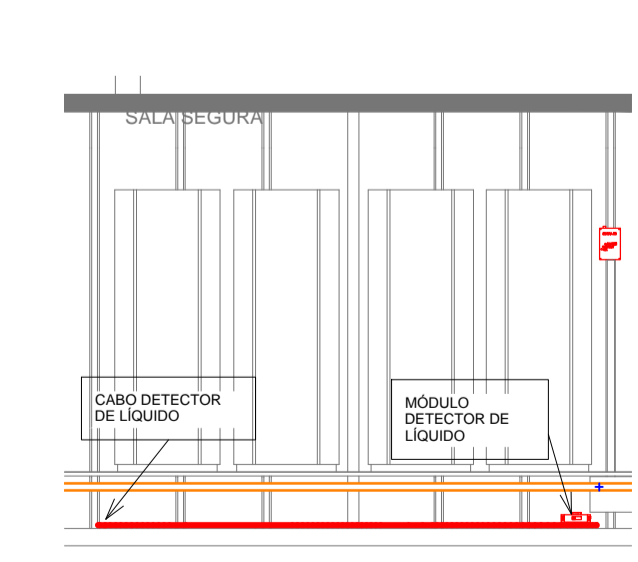 SALA SEGURA
CABO DETECTOR
DE LÍQUIDO
MÓDULO
DETECTOR DE
LÍQUIDO